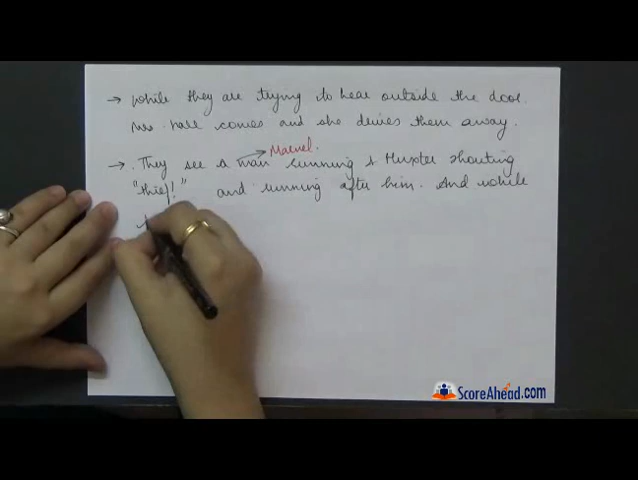 → while they are trying to hear outside the door
Mrs Hall comes and she drives them away.
Marvel.
→ They see a man running & Huxter shouting
"thief!" and running after him. And while
ScoreAhead.com